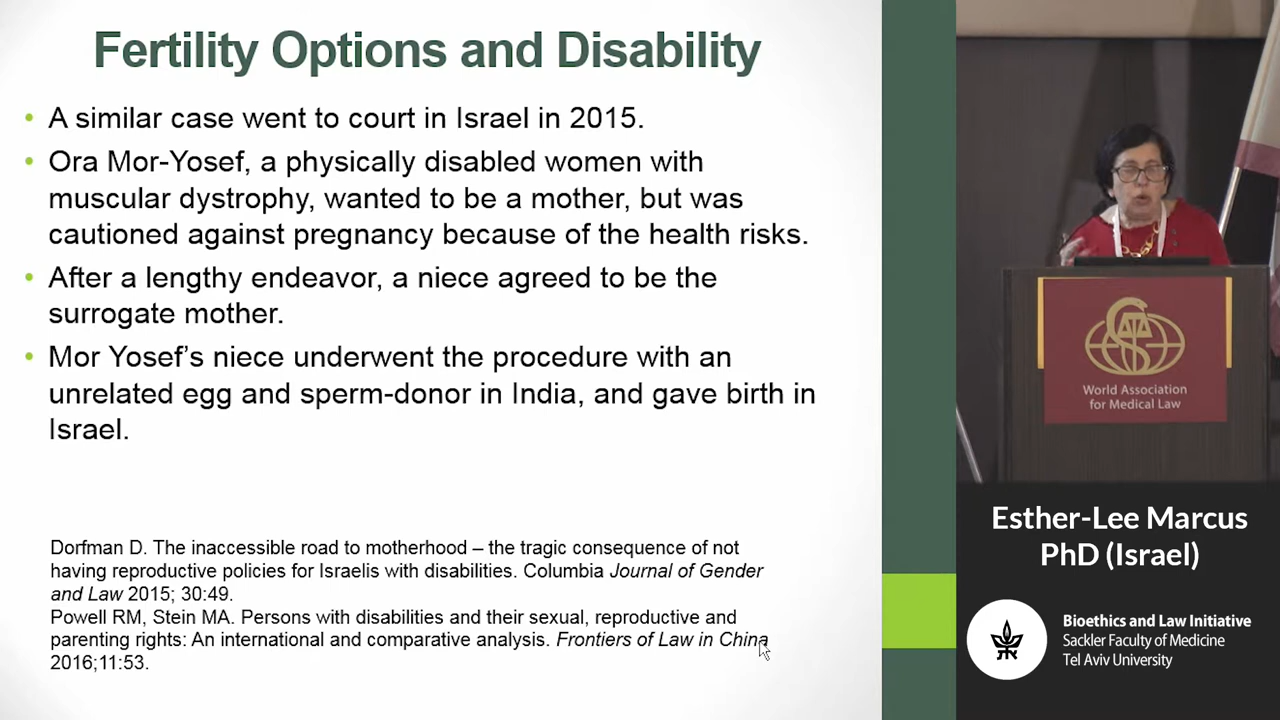 Fertility Options and Disability
• A similar case went to court in Israel in 2015.
• Ora Mor-Yosef, a physically disabled women with
muscular dystrophy, wanted to be a mother, but was
cautioned against pregnancy because of the health risks.
• After a lengthy endeavor, a niece agreed to be the
surrogate mother.
• Mor Yosef’s niece underwent the procedure with an
unrelated egg and sperm-donor in India, and gave birth in
Israel.
Dorfman D. The inaccessible road to motherhood – the tragic consequence of not
having reproductive policies for Israelis with disabilities. Columbia Journal of Gender
and Law 2015; 30:49.
Powell RM, Stein MA. Persons with disabilities and their sexual, reproductive and
parenting rights: An international and comparative analysis. Frontiers of Law in China
2016;11:53.
World Association
for Medical Law
Esther-Lee Marcus
PhD (Israel)
Bioethics and Law Initiative
Sackler Faculty of Medicine
Tel Aviv University